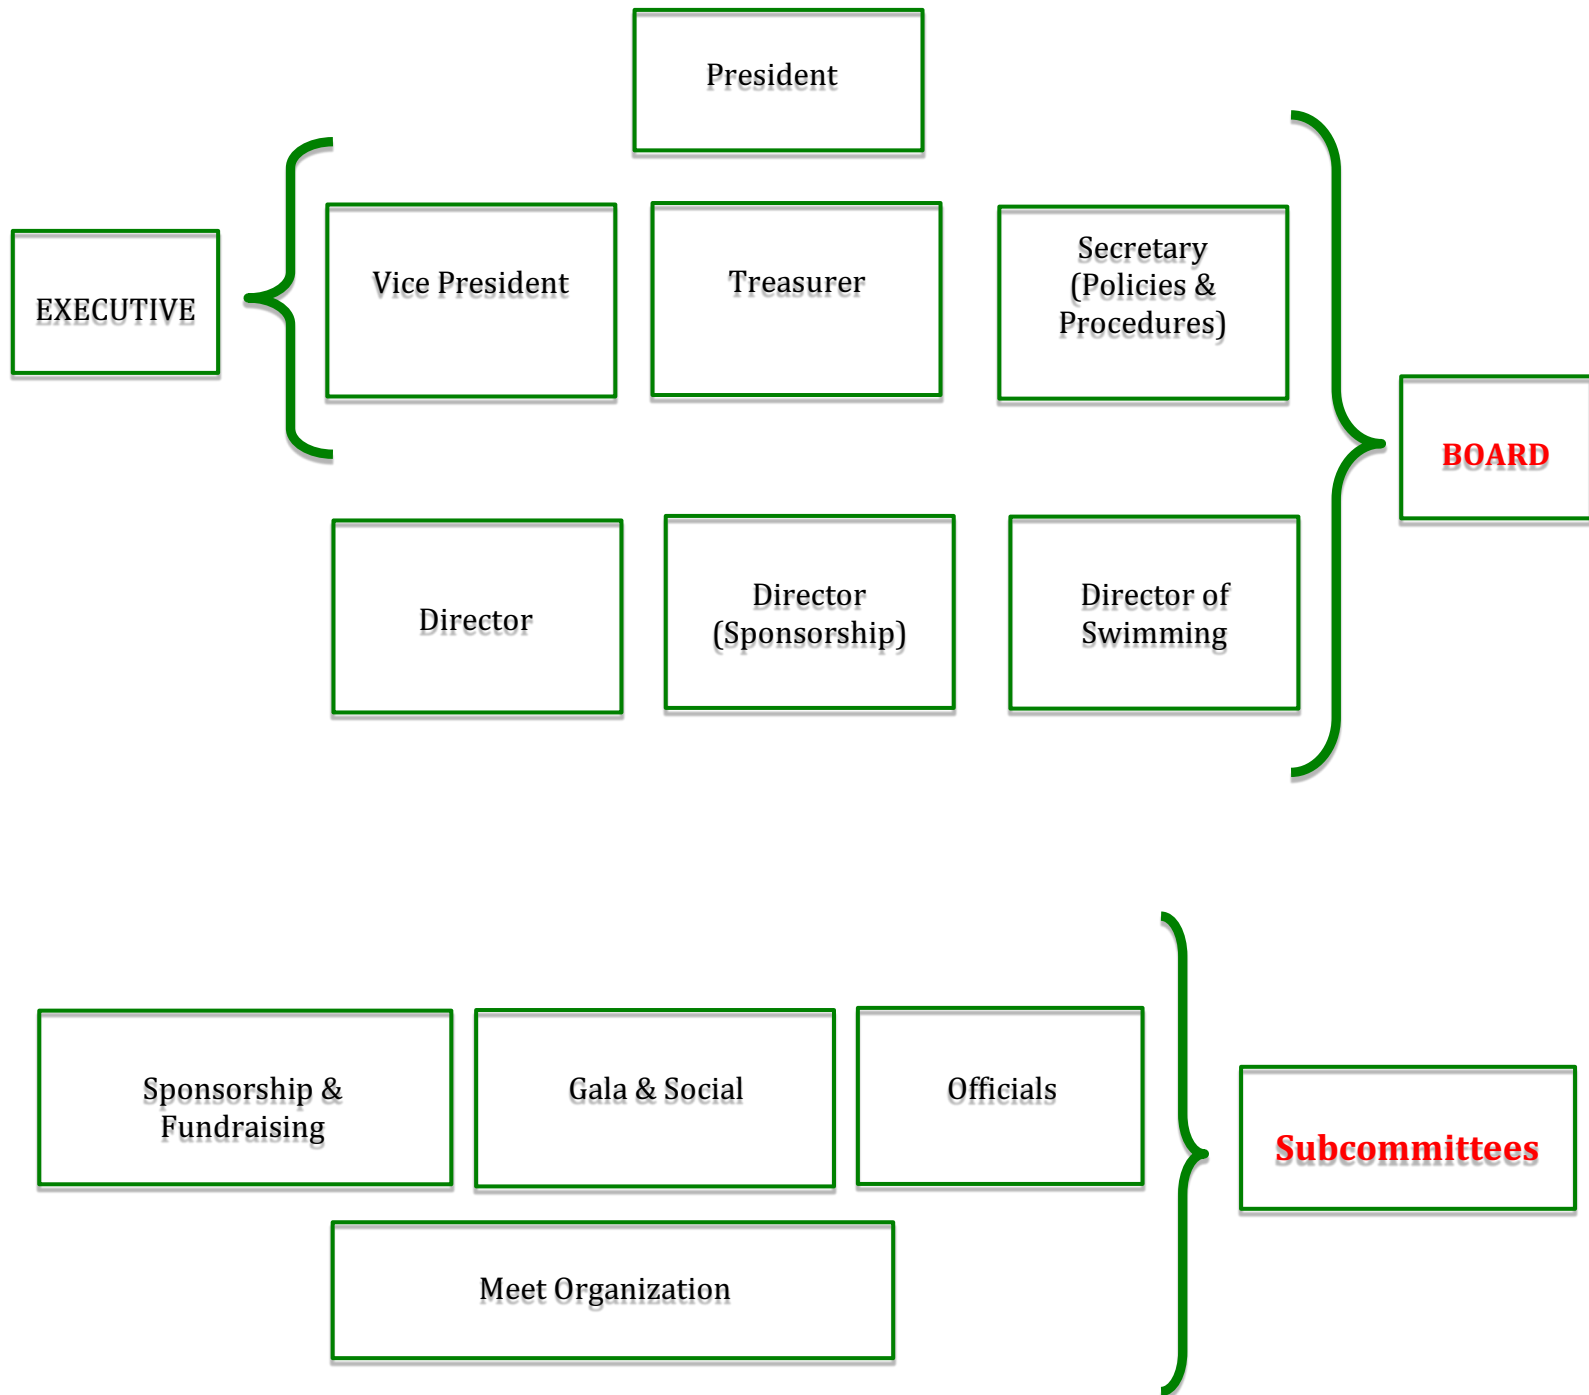 President
EXECUTIVE
Vice President
Treasurer
Secretary
(Policies &
Procedures)
BOARD
Director
Director
(Sponsorship)
Director of
Swimming
Sponsorship &
Fundraising
Gala & Social
Officials
Subcommittees
Meet Organization